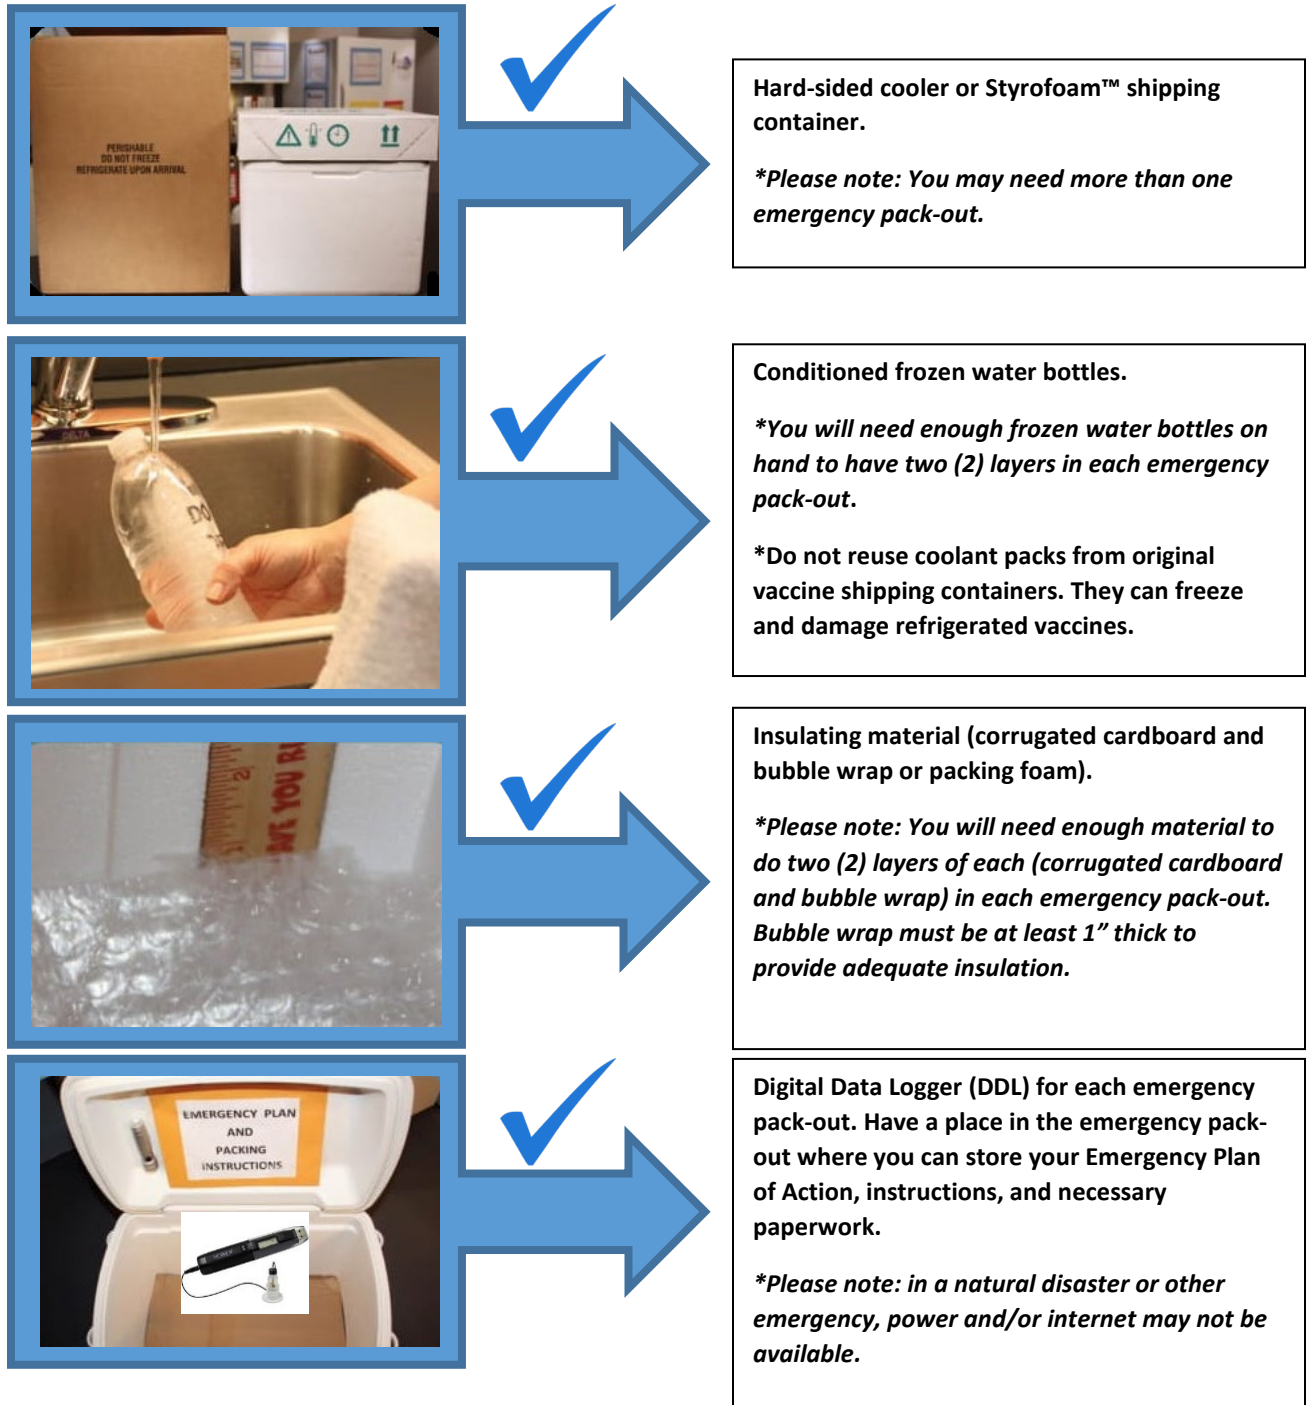 PERISHABLE
DO NOT FREEZE
REFRIGERATE UPON ARRIVAL
Hard-sided cooler or Styrofoam™ shipping
container.
*Please note: You may need more than one
emergency pack-out.
DELTA
DO
Conditioned frozen water bottles.
*You will need enough frozen water bottles on
hand to have two (2) layers in each emergency
pack-out.
*Do not reuse coolant packs from original
vaccine shipping containers. They can freeze
and damage refrigerated vaccines.
2
1
AVE YOU
Insulating material (corrugated cardboard and
bubble wrap or packing foam).
*Please note: You will need enough material to
do two (2) layers of each (corrugated cardboard
and bubble wrap) in each emergency pack-out.
Bubble wrap must be at least 1” thick to
provide adequate insulation.
EMERGENCY PLAN
AND
PACKING
INSTRUCTIONS
Digital Data Logger (DDL) for each emergency
pack-out. Have a place in the emergency pack-
out where you can store your Emergency Plan
of Action, instructions, and necessary
paperwork.
*Please note: in a natural disaster or other
emergency, power and/or internet may not be
available.